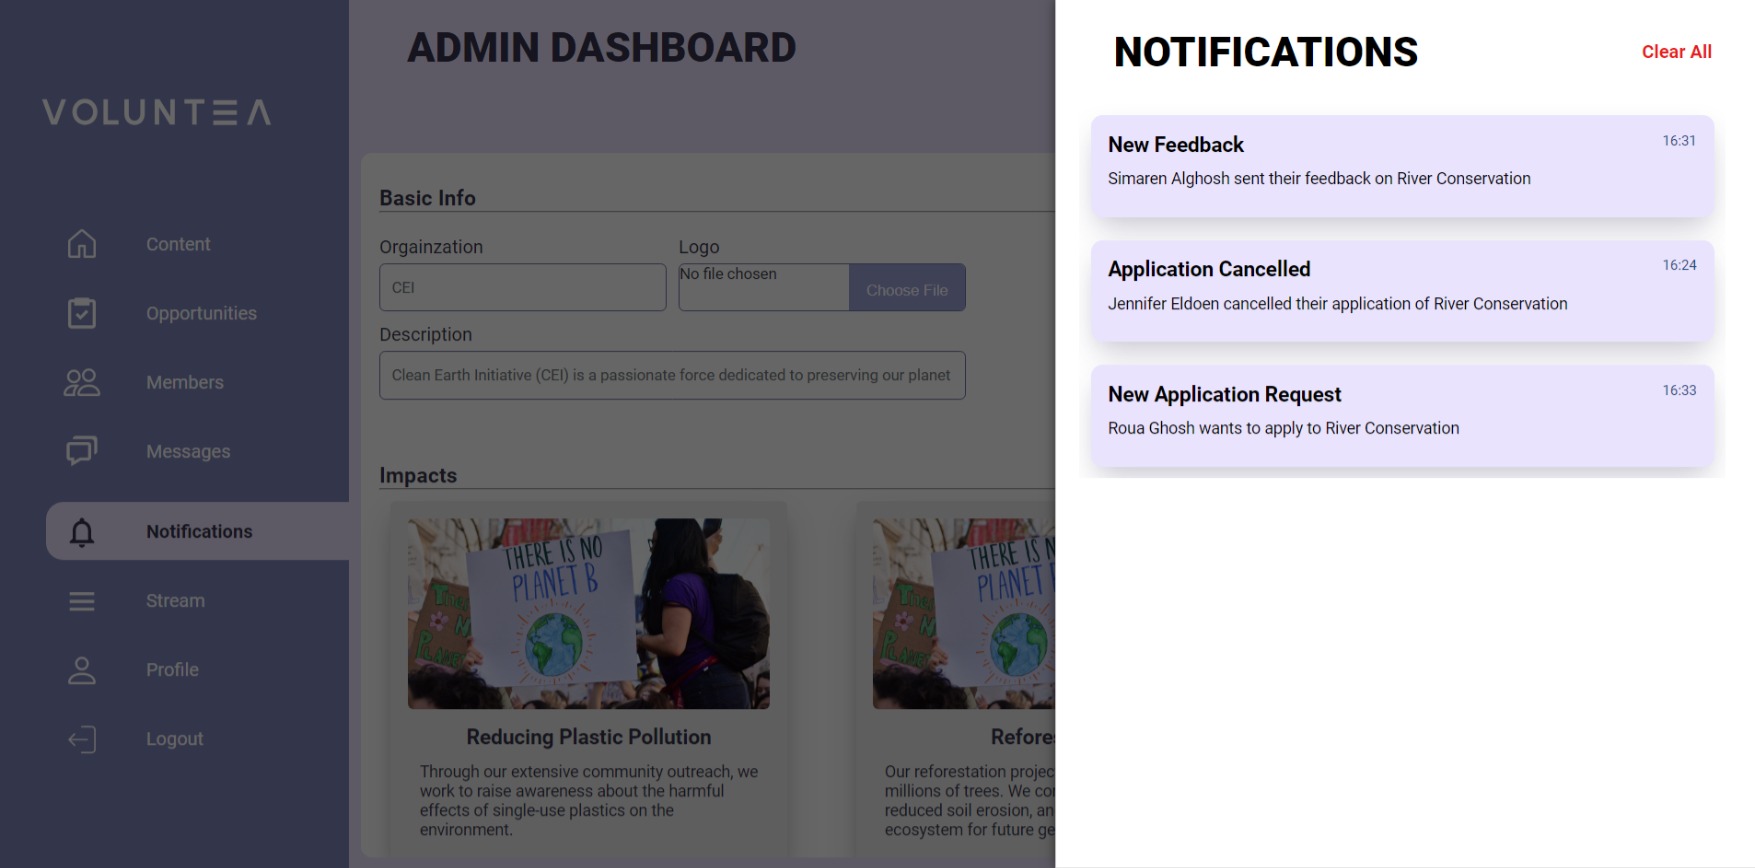 VOLUNTEA
Content
Opportunities
Members
Messages
Notifications
Stream
Profile
Logout
ADMIN DASHBOARD
Basic Info
Orgainzation
Logo
CEI
No file chosen
Choose File
Description
Clean Earth Initiative (CEI) is a passionate force dedicated to preserving our planet
Impacts
THERE IS NO
PLANET B
Reducing Plastic Pollution
Through our extensive community outreach, we
work to raise awareness about the harmful
effects of single-use plastics on the
environment.
THERE IS N
PLANET
Refores
Our reforestation projec
millions of trees. We co
reduced soil erosion, an
ecosystem for future ge
NOTIFICATIONS
Clear All
New Feedback
16:31
Simaren Alghosh sent their feedback on River Conservation
Application Cancelled
16:24
Jennifer Eldoen cancelled their application of River Conservation
New Application Request
16:33
Roua Ghosh wants to apply to River Conservation